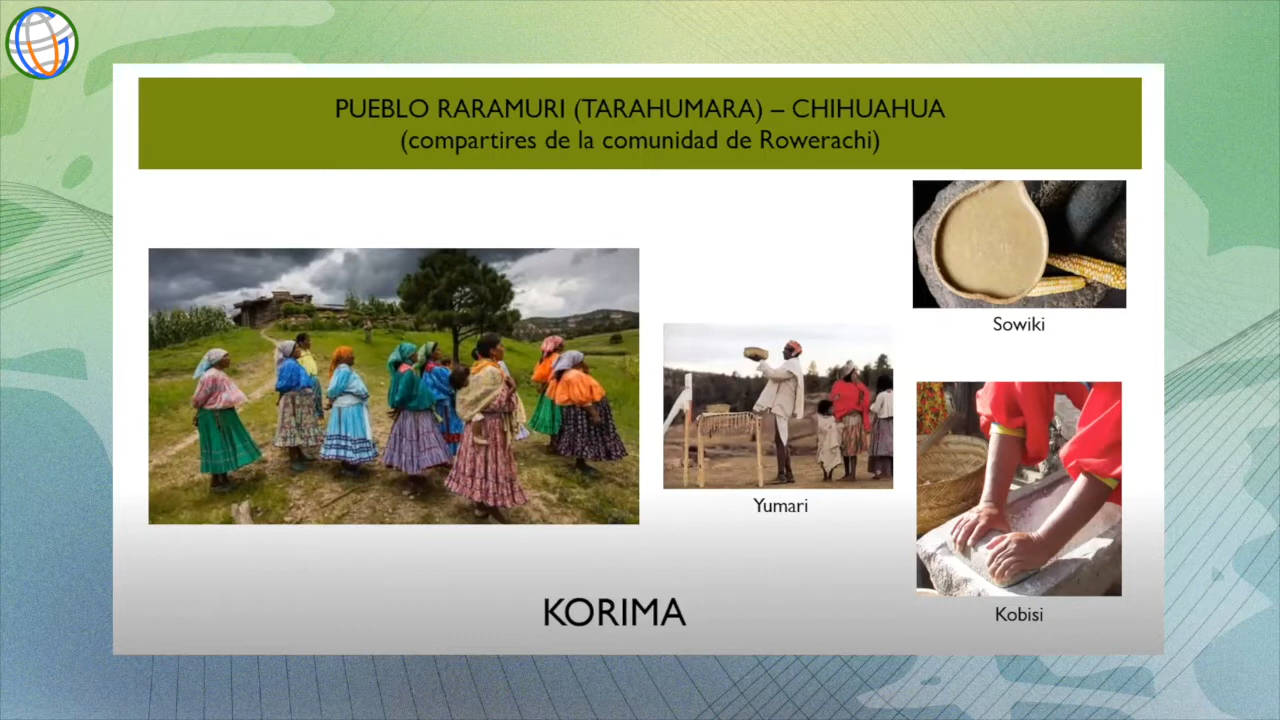 PUEBLO RARAMURI (TARAHUMARA) – CHIHUAHUA
(compartires de la comunidad de Rowerachi)
Sowiki
Yumari
Kobisi
KORIMA